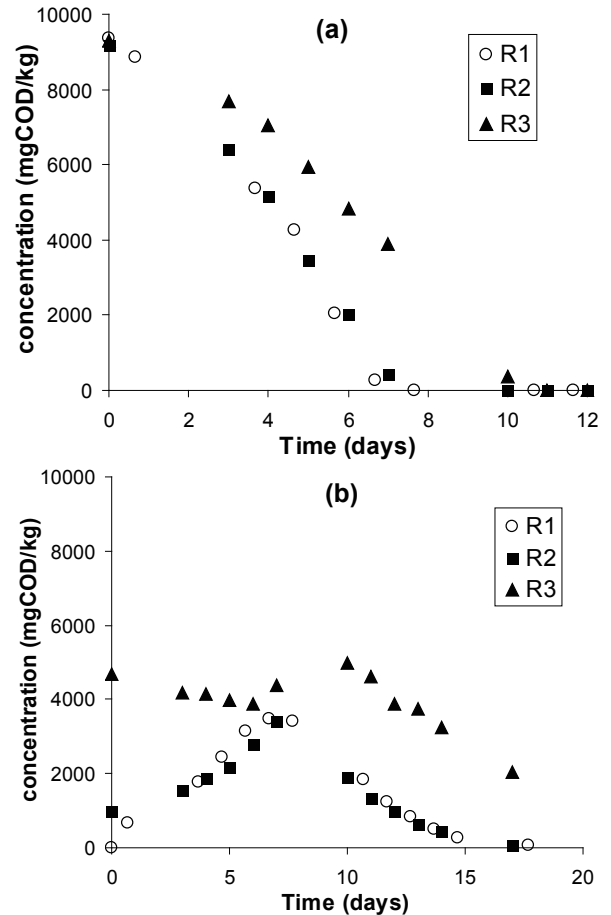 (a)
R1
R2
R3
concentration (mgCOD/kg)
10000
8000
6000
4000
2000
0
0 2 4 6 8 10 12
Time (days)
(b)
R1
R2
R3
concentration (mgCOD/kg)
10000
8000
6000
4000
2000
0
0 5 10 15 20
Time (days)